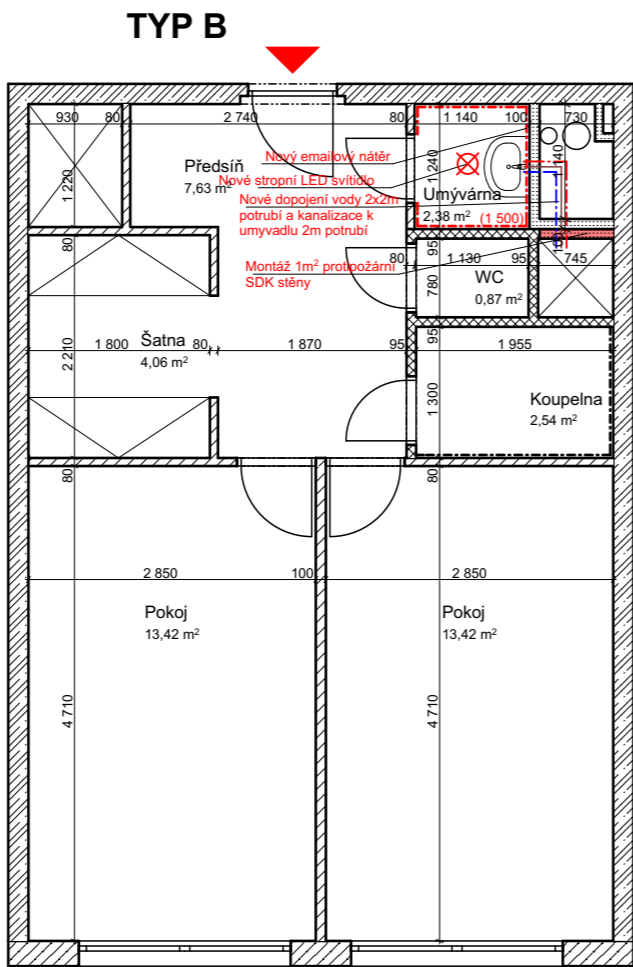 TYP B
930
80
2 740
80
1 140
100
730
Nový emailový nátěr
Předsíň
7,63 m²
Nové stropní LED svítidlo
Nové dopojení vody 2x2m
potrubí a kanalizace k
umyvadlu 2m potrubí
Umývárna
2,38 m²
(1 500)
1 220
1 240
1 140
Montáž 1m² protipožární
SDK stěny
80
95
80
1 130
95
745
WC
0,87 m²
780
Šatna
4,06 m²
2 210
1 800
80
1 870
95
95
1 955
1 300
Koupelna
2,54 m²
80
80
2 850
100
2 850
Pokoj
13,42 m²
Pokoj
13,42 m²
4 710
4 710